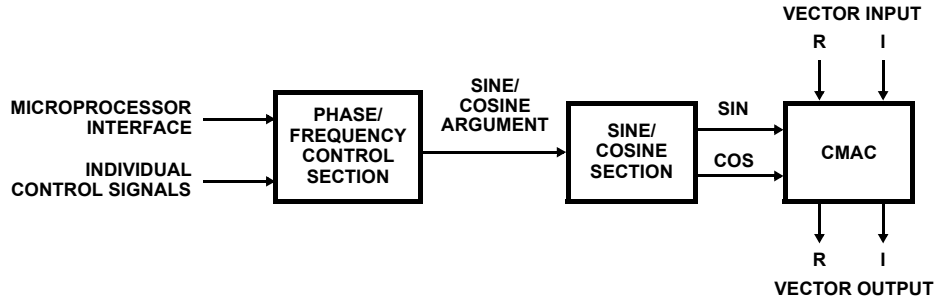 VECTOR INPUT
R I
MICROPROCESSOR
INTERFACE
INDIVIDUAL
CONTROL SIGNALS
PHASE/
FREQUENCY
CONTROL
SECTION
SINE/
COSINE
ARGUMENT
SINE/
COSINE
SECTION
SIN
COS
CMAC
R I
VECTOR OUTPUT